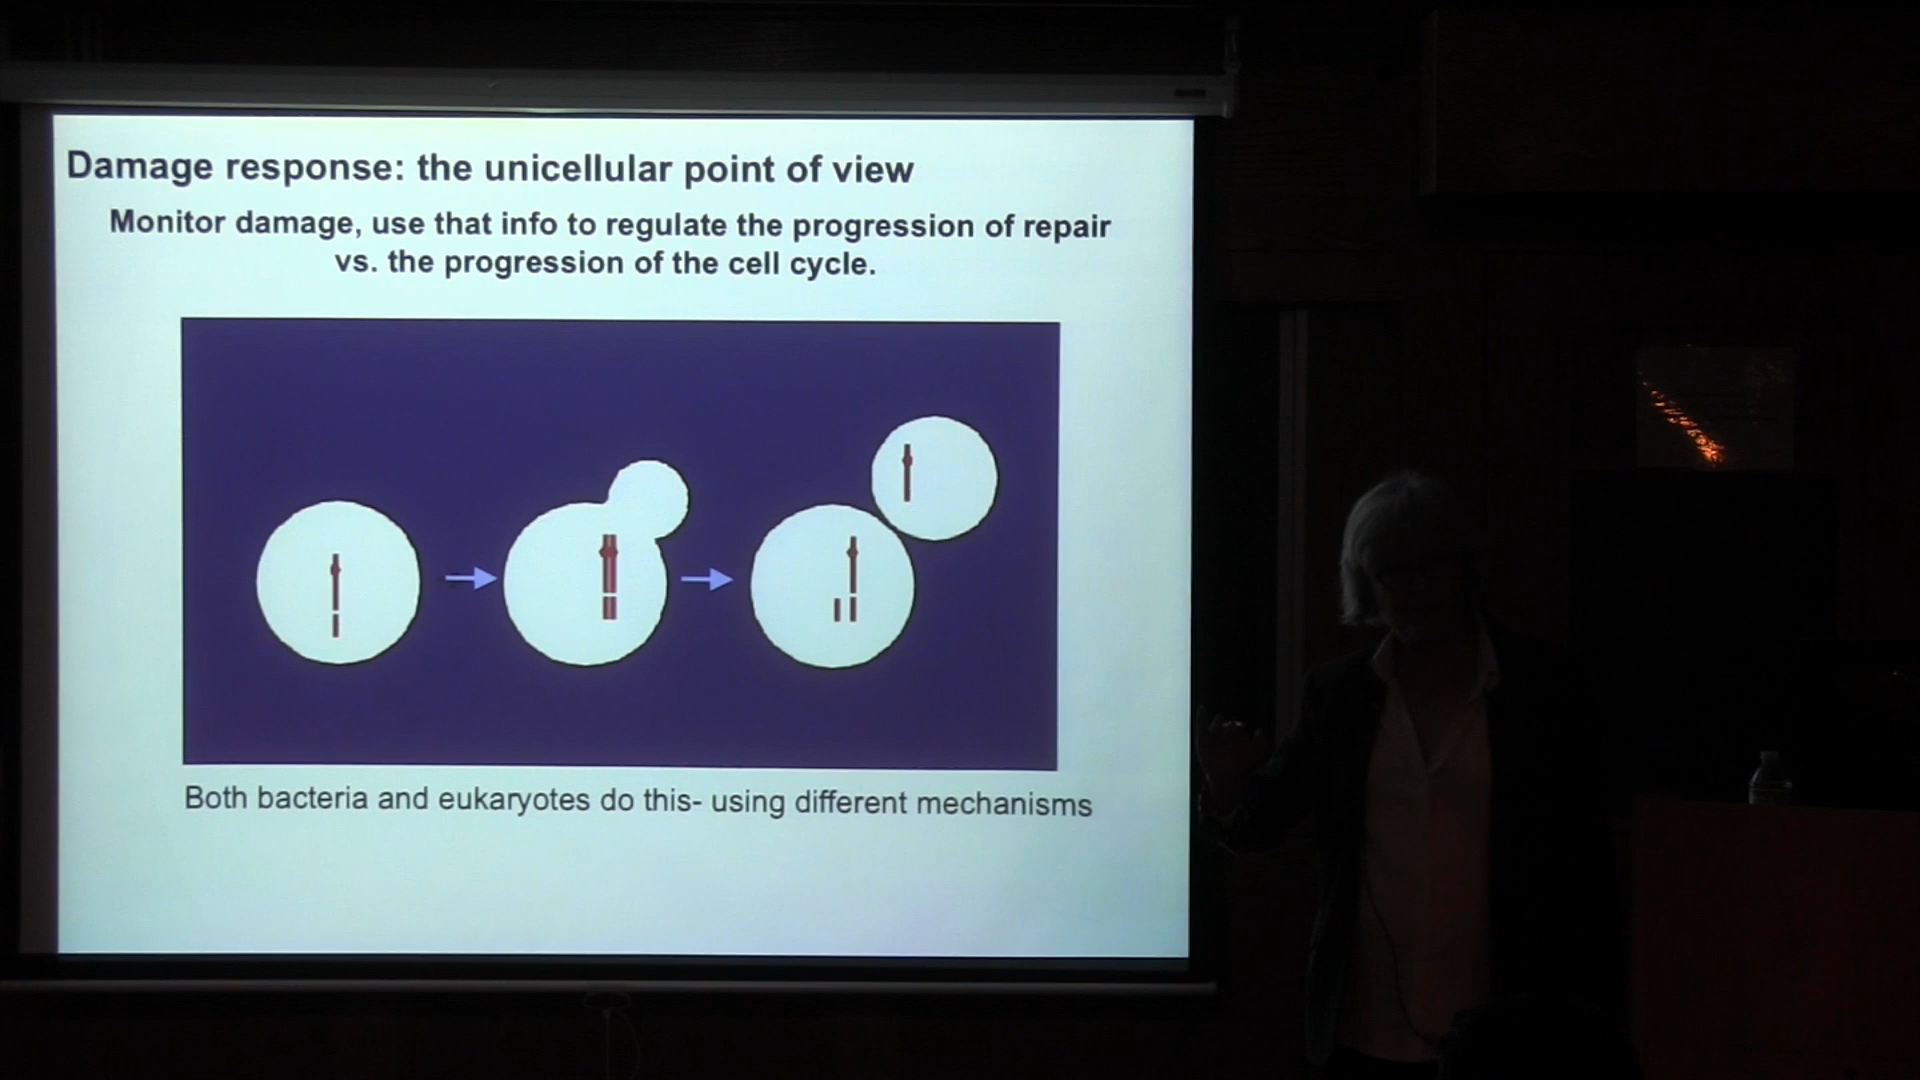 Damage response: the unicellular point of view
Monitor damage, use that info to regulate the progression of repair
vs. the progression of the cell cycle.
Both bacteria and eukaryotes do this- using different mechanisms